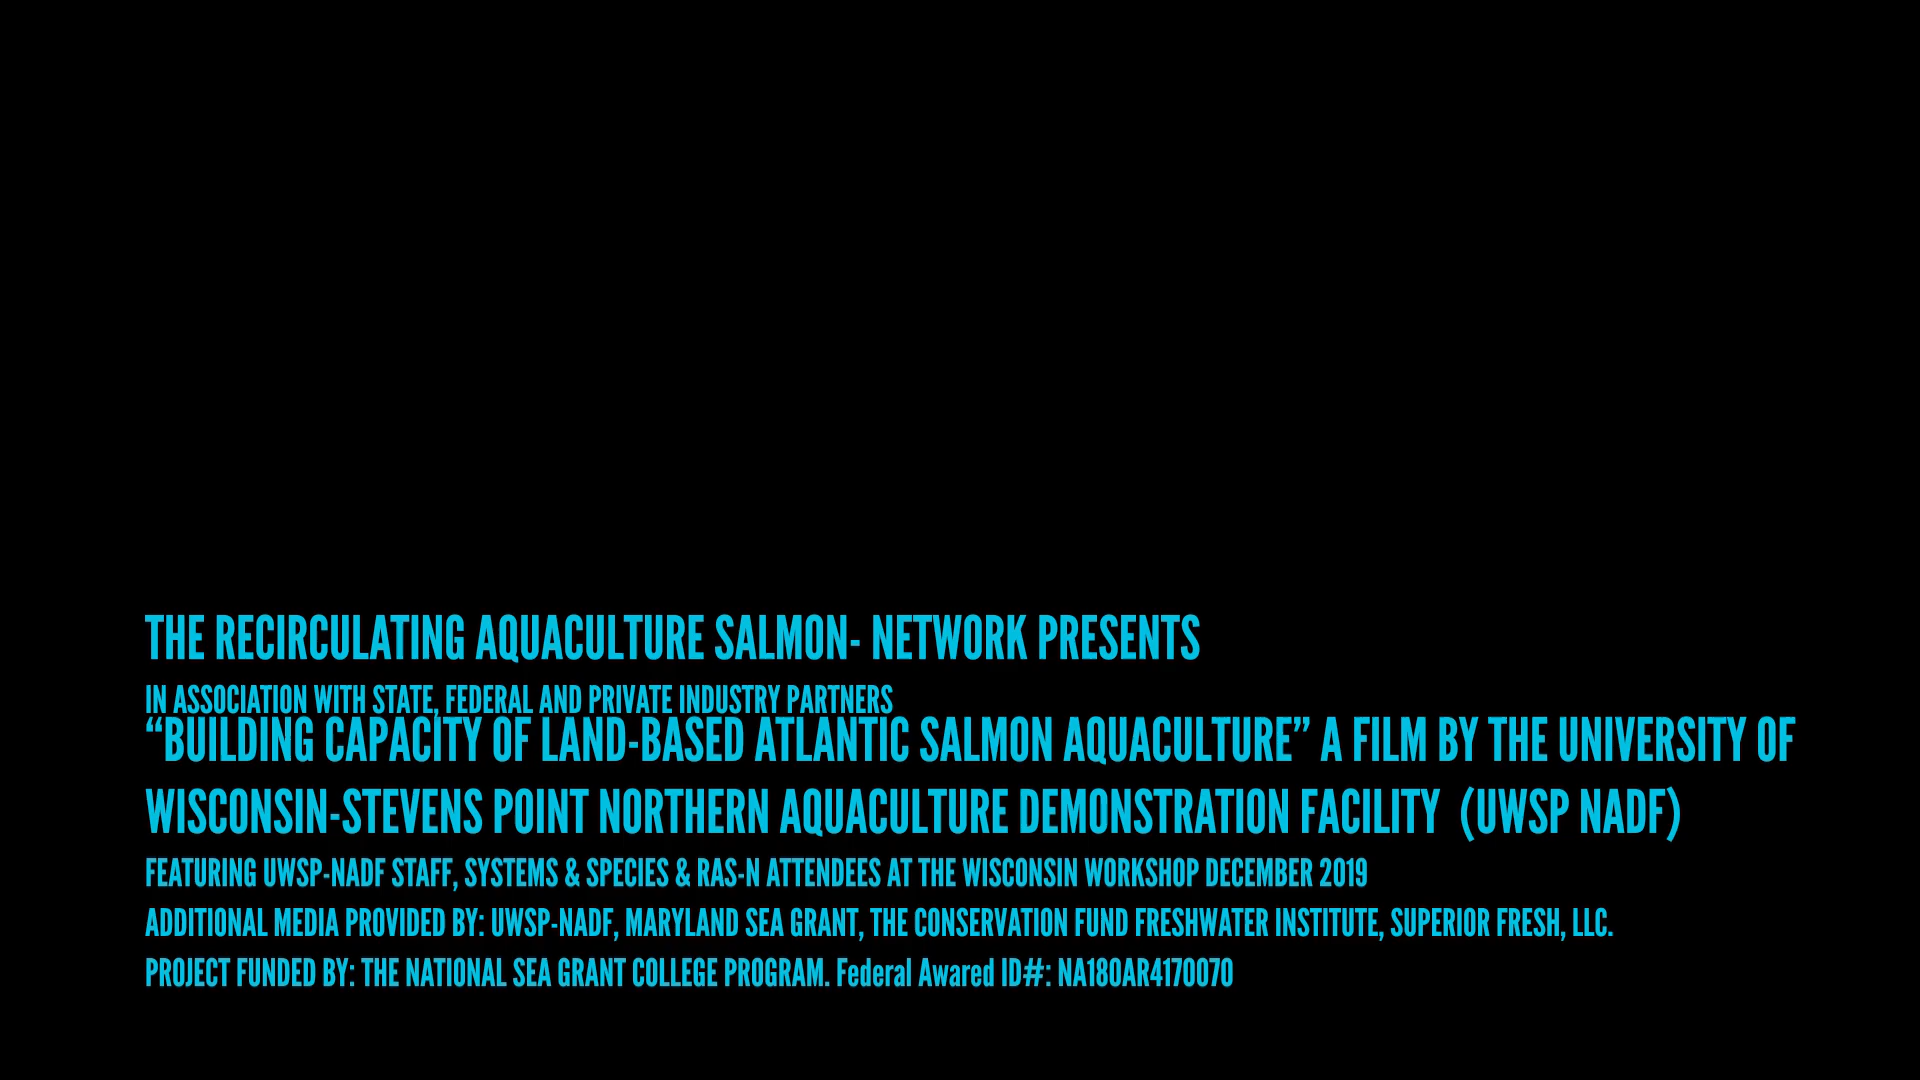 THE RECIRCULATING AQUACULTURE SALMON- NETWORK PRESENTS
IN ASSOCIATION WITH STATE, FEDERAL AND PRIVATE INDUSTRY PARTNERS
“BUILDING CAPACITY OF LAND-BASED ATLANTIC SALMON AQUACULTURE” A FILM BY THE UNIVERSITY OF
WISCONSIN-STEVENS POINT NORTHERN AQUACULTURE DEMONSTRATION FACILITY (UWSP NADF)
FEATURING UWSP-NADF STAFF, SYSTEMS & SPECIES & RAS-N ATTENDEES AT THE WISCONSIN WORKSHOP DECEMBER 2019
ADDITIONAL MEDIA PROVIDED BY: UWSP-NADF, MARYLAND SEA GRANT, THE CONSERVATION FUND FRESHWATER INSTITUTE, SUPERIOR FRESH, LLC.
PROJECT FUNDED BY: THE NATIONAL SEA GRANT COLLEGE PROGRAM. Federal Awared ID#: NA18OAR4170070